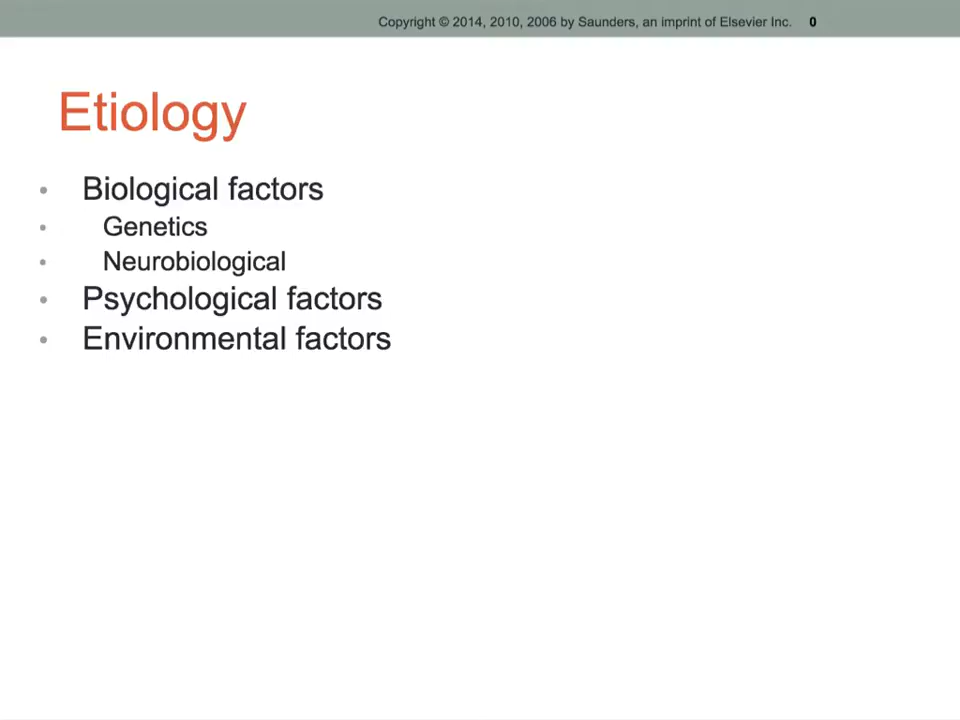 Copyright © 2014, 2010, 2006 by Saunders, an imprint of Elsevier Inc. 0
Etiology
• Biological factors
• Genetics
• Neurobiological
• Psychological factors
• Environmental factors